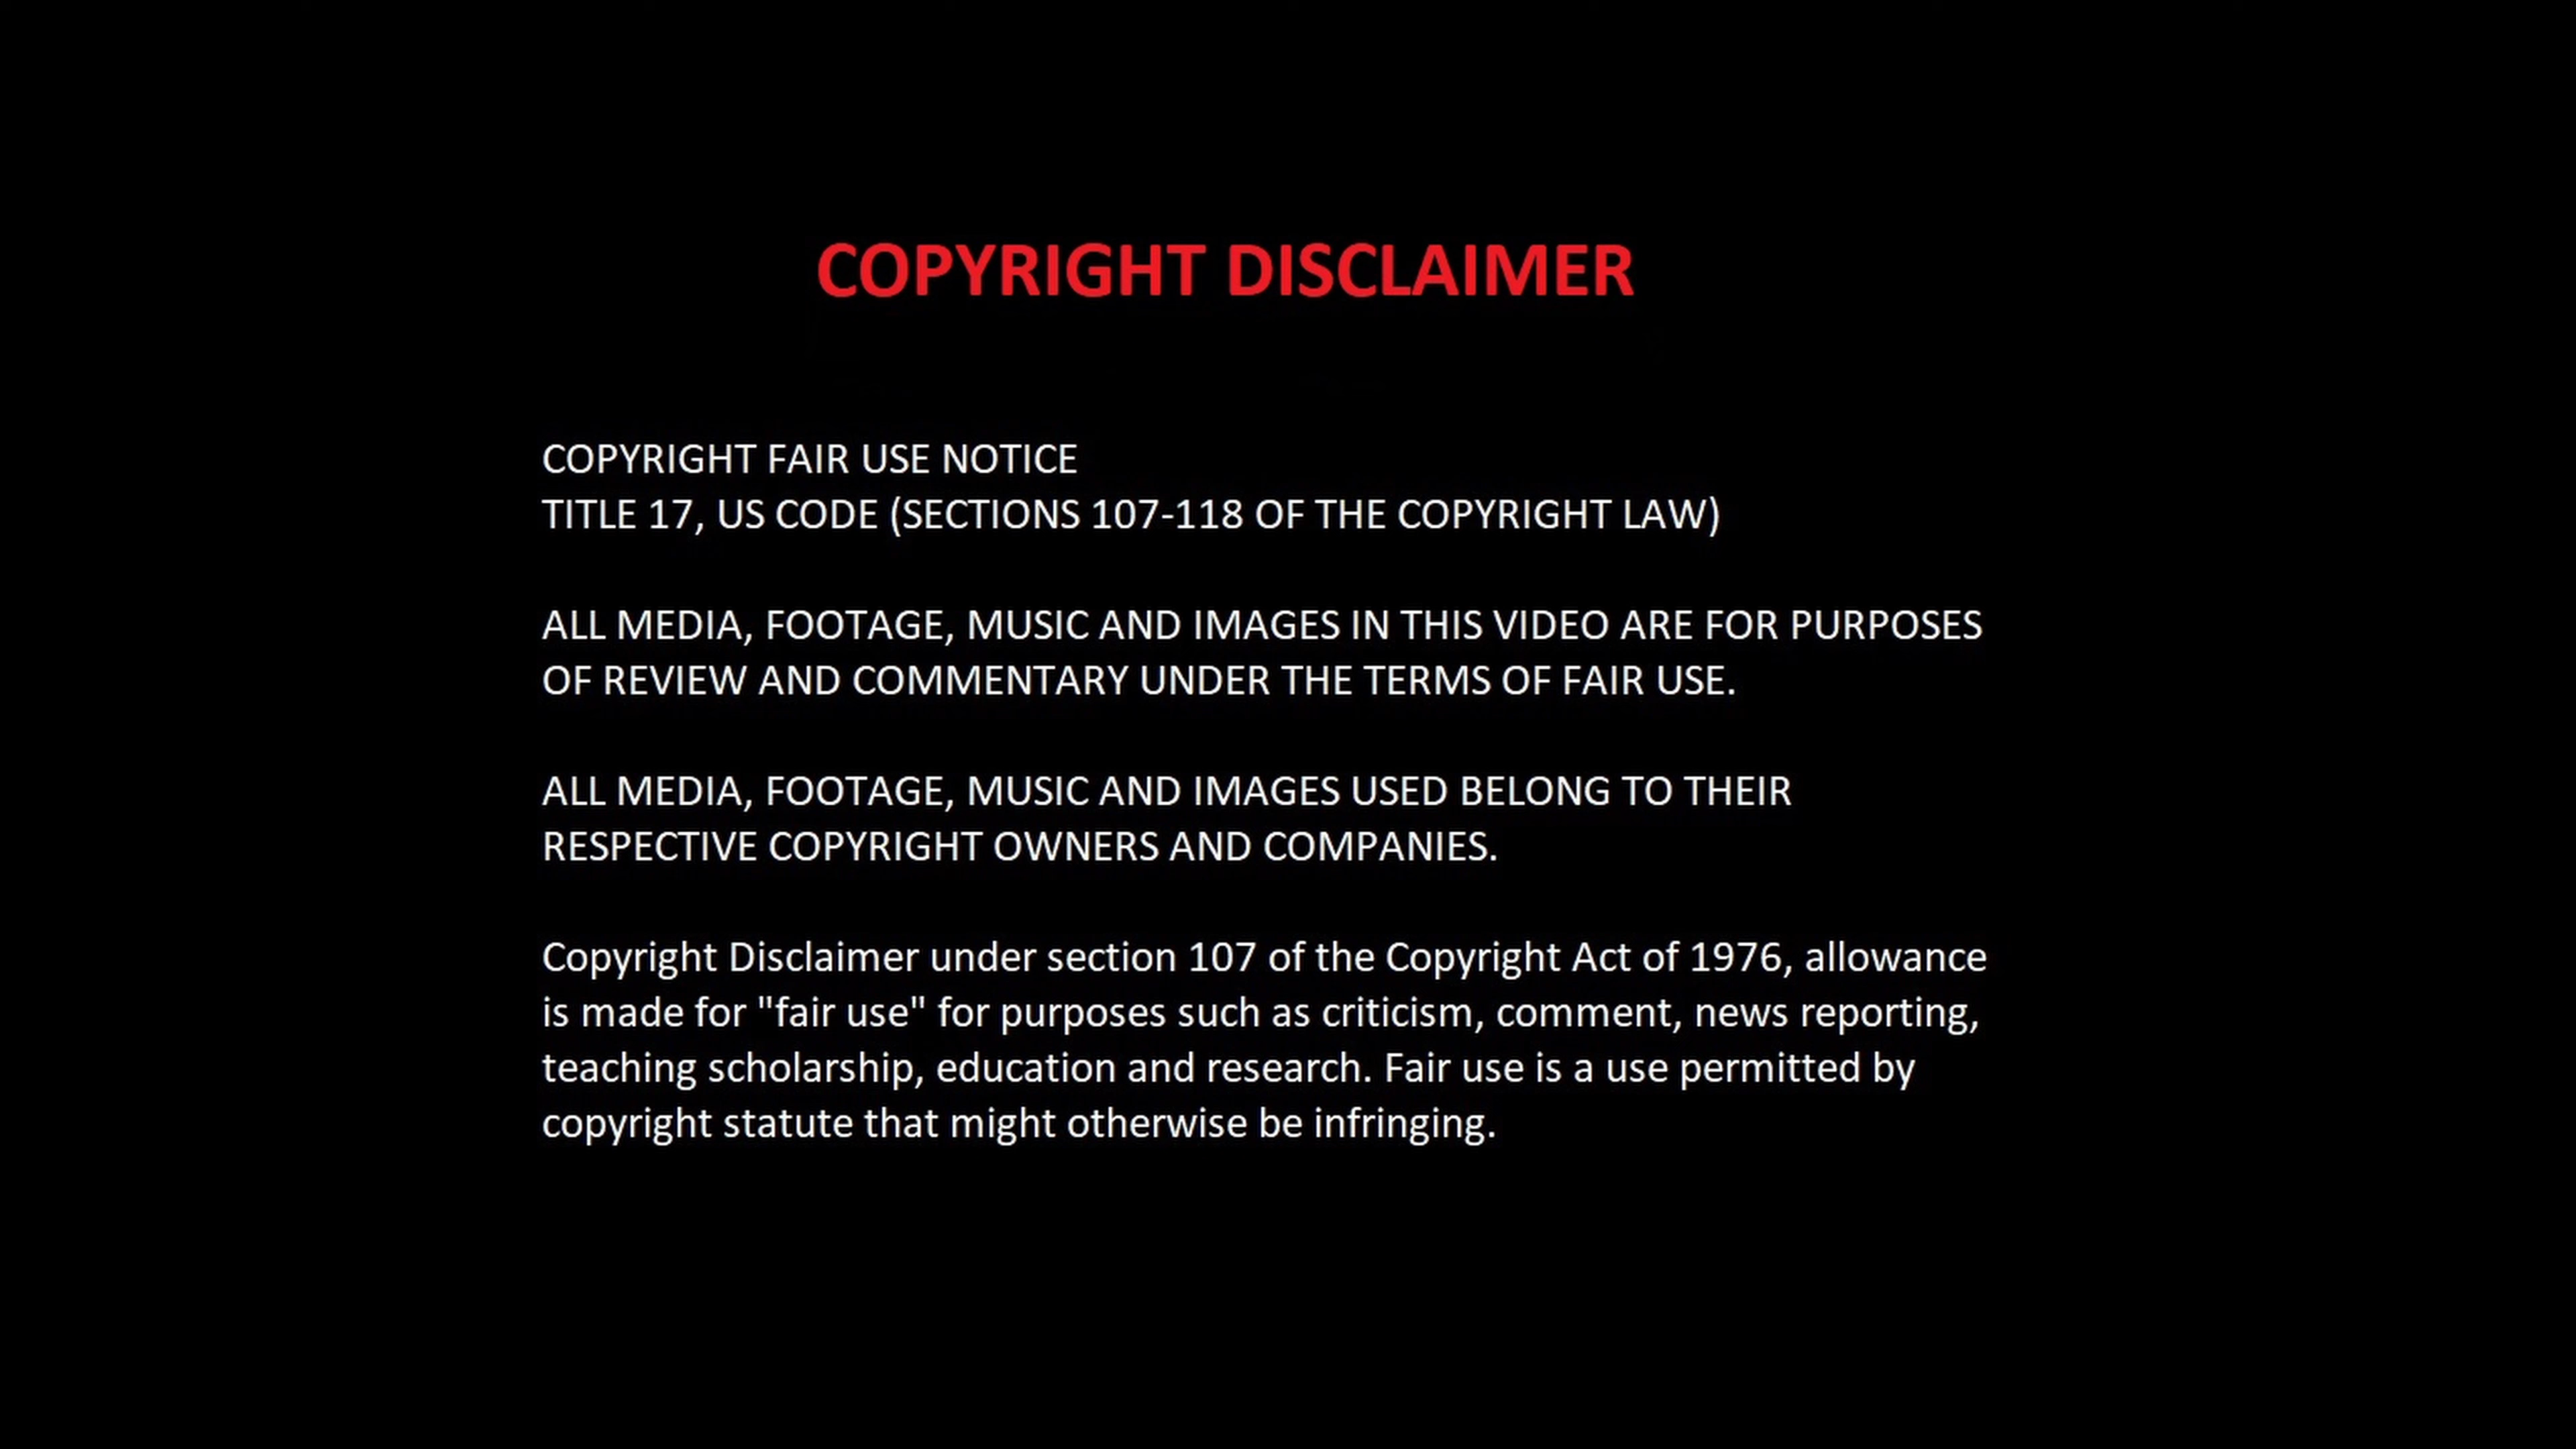 COPYRIGHT DISCLAIMER
COPYRIGHT FAIR USE NOTICE
TITLE 17, US CODE (SECTIONS 107-118 OF THE COPYRIGHT LAW)
ALL MEDIA, FOOTAGE, MUSIC AND IMAGES IN THIS VIDEO ARE FOR PURPOSES
OF REVIEW AND COMMENTARY UNDER THE TERMS OF FAIR USE.
ALL MEDIA, FOOTAGE, MUSIC AND IMAGES USED BELONG TO THEIR
RESPECTIVE COPYRIGHT OWNERS AND COMPANIES.
Copyright Disclaimer under section 107 of the Copyright Act of 1976, allowance
is made for "fair use" for purposes such as criticism, comment, news reporting,
teaching scholarship, education and research. Fair use is a use permitted by
copyright statute that might otherwise be infringing.